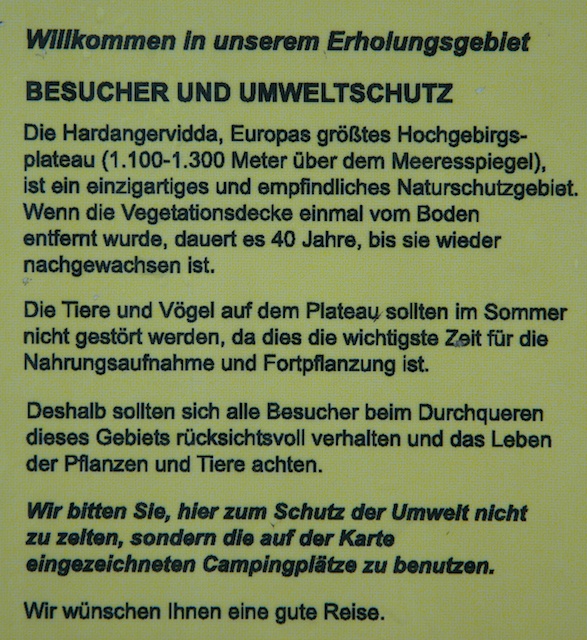 Willkommen in unserem Erholungsgebiet
BESUCHER UND UMWELTSCHUTZ
Die Hardangervidda, Europas größtes Hochgebirgs-
plateau (1.100-1.300 Meter über dem Meeresspiegel),
ist ein einzigartiges und empfindliches Naturschutzgebiet.
Wenn die Vegetationsdecke einmal vom Boden
entfernt wurde, dauert es 40 Jahre, bis sie wieder
nachgewachsen ist.
Die Tiere und Vögel auf dem Plateau sollten im Sommer
nicht gestört werden, da dies die wichtigste Zeit für die
Nahrungsaufnahme und Fortpflanzung ist.
Deshalb sollten sich alle Besucher beim Durchqueren
dieses Gebiets rücksichtsvoll verhalten und das Leben
der Pflanzen und Tiere achten.
Wir bitten Sie, hier zum Schutz der Umwelt nicht
zu zelten, sondern die auf der Karte
eingezeichneten Campingplätze zu benutzen.
Wir wünschen Ihnen eine gute Reise.